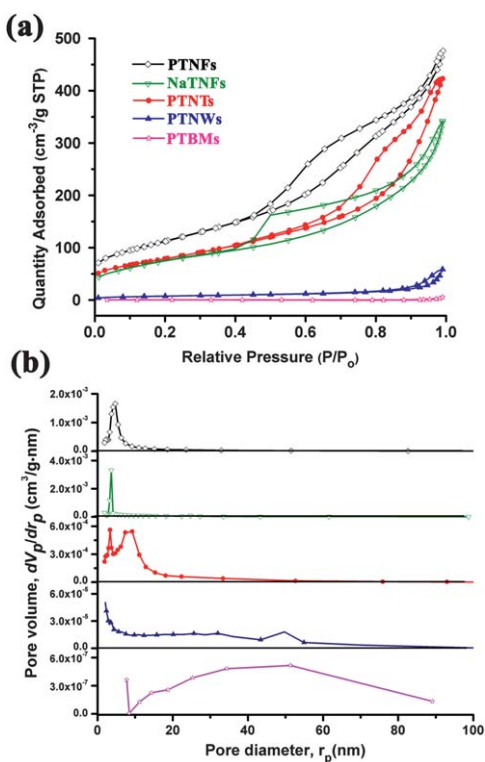 (a)
500
400
300
200
100
0
PTNFs
NaTNFs
PTNTs
PTNWs
PTBMs
Quantity Adsorbed (cm⁻³/g STP)
0.0 0.2 0.4 0.6 0.8 1.0
Relative Pressure (P/Pₒ)
(b)
2.0x10⁻³
1.0x10⁻³
0.0
4.0x10⁻³
2.0x10⁻³
0.0
6.0x10⁻⁴
3.0x10⁻⁴
0.0
6.0x10⁻⁵
3.0x10⁻⁵
0.0
6.0x10⁻⁷
3.0x10⁻⁷
0.0
Pore volume, dVₚ/drₚ (cm³/g·nm)
0 20 40 60 80 100
Pore diameter, rₚ(nm)